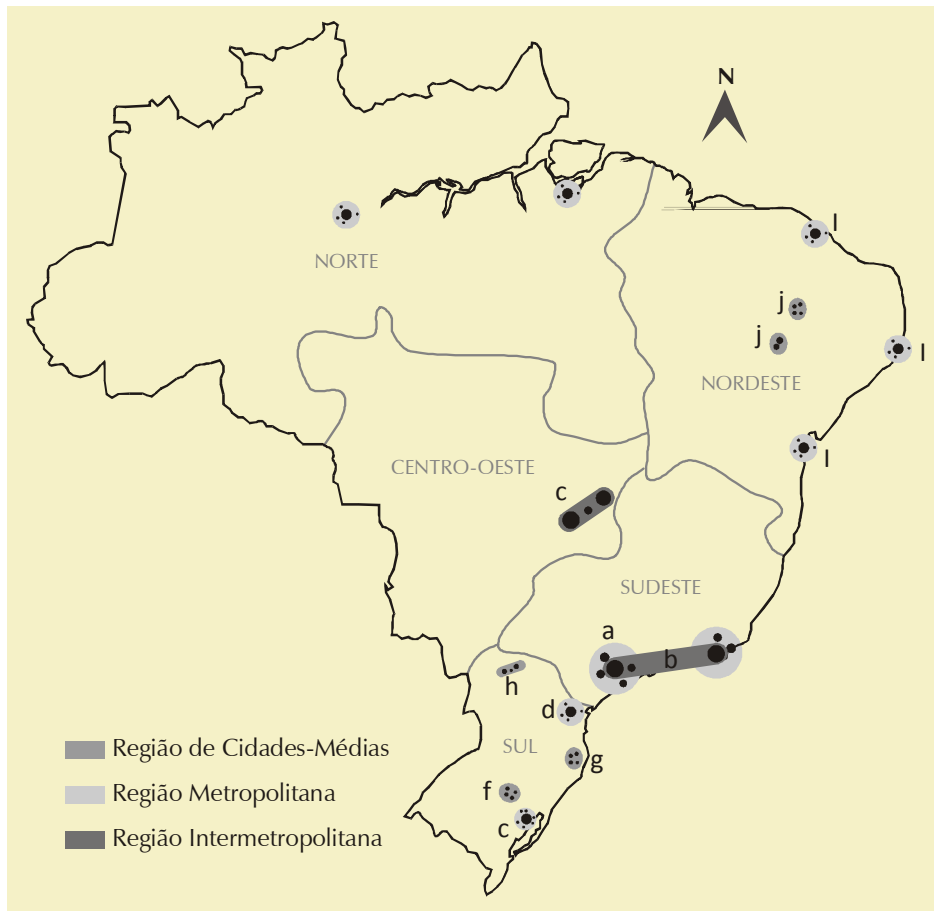 N
l
NORTE
j
j
l
NORDESTE
l
CENTRO-OESTE
c
SUDESTE
a
b
h
d
SUL
g
f
c
Região de Cidades-Médias
Região Metropolitana
Região Intermetropolitana